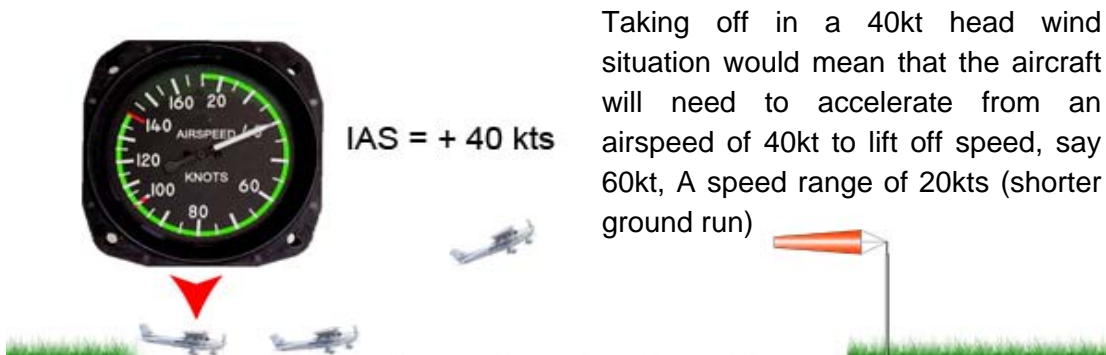 Taking off in a 40kt head wind
situation would mean that the aircraft
will need to accelerate from an
airspeed of 40kt to lift off speed, say
60kt, A speed range of 20kts (shorter
ground run)
IAS = + 40 kts
160 20
140 AIRSPEED
120
KNOTS
100 60
80